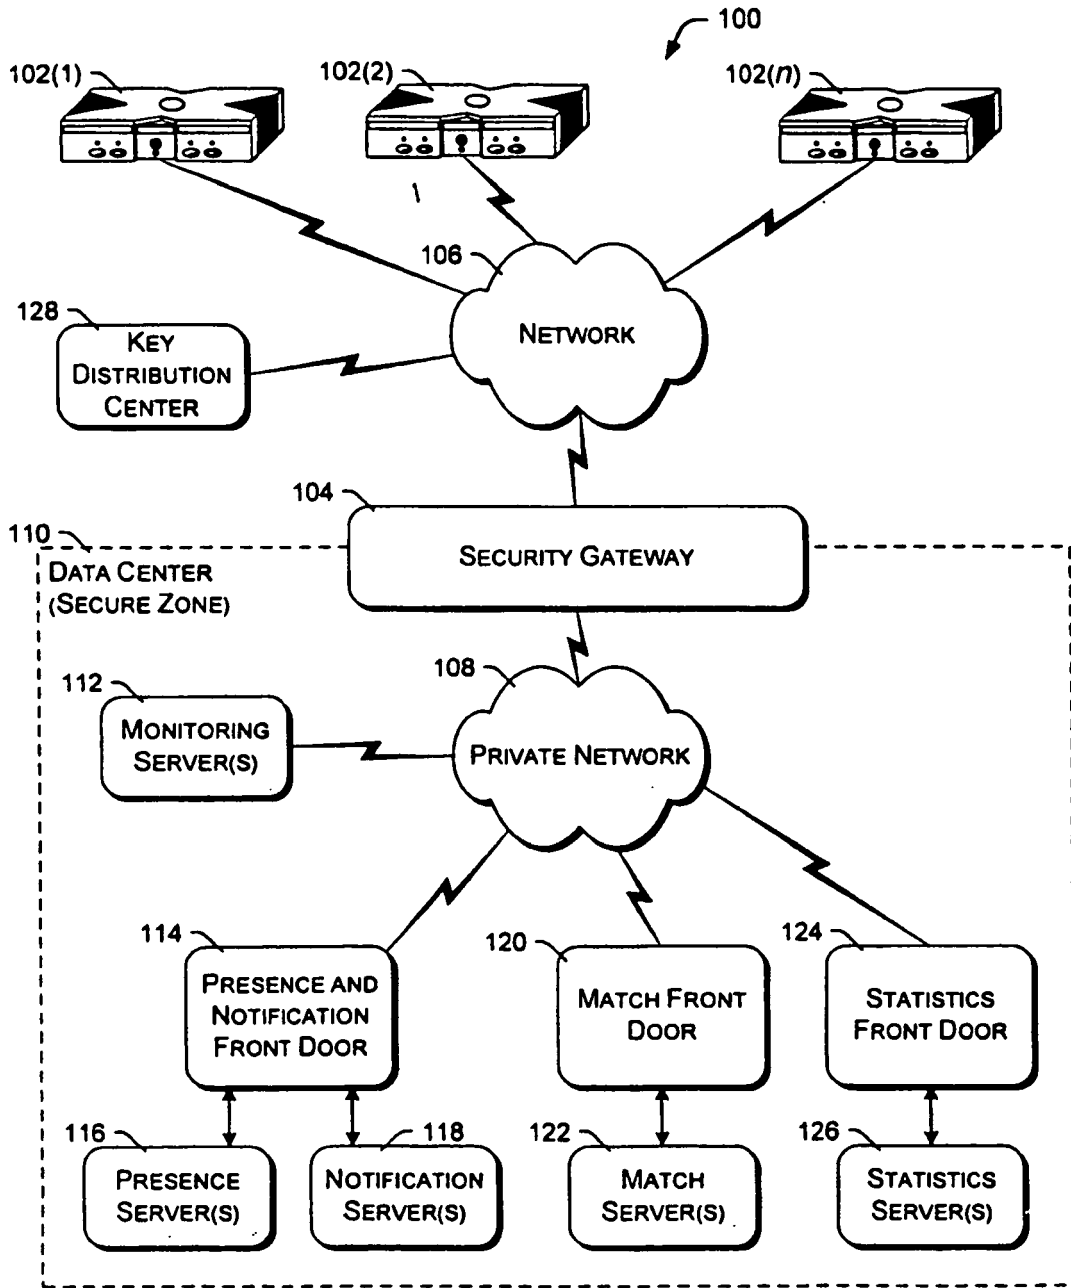 100
102(1)
102(2)
102(n)
106
NETWORK
128
KEY
DISTRIBUTION
CENTER
104
SECURITY GATEWAY
110
DATA CENTER
(SECURE ZONE)
108
PRIVATE NETWORK
112
MONITORING
SERVER(S)
114
PRESENCE AND
NOTIFICATION
FRONT DOOR
120
MATCH FRONT
DOOR
124
STATISTICS
FRONT DOOR
116
PRESENCE
SERVER(S)
118
NOTIFICATION
SERVER(S)
122
MATCH
SERVER(S)
126
STATISTICS
SERVER(S)